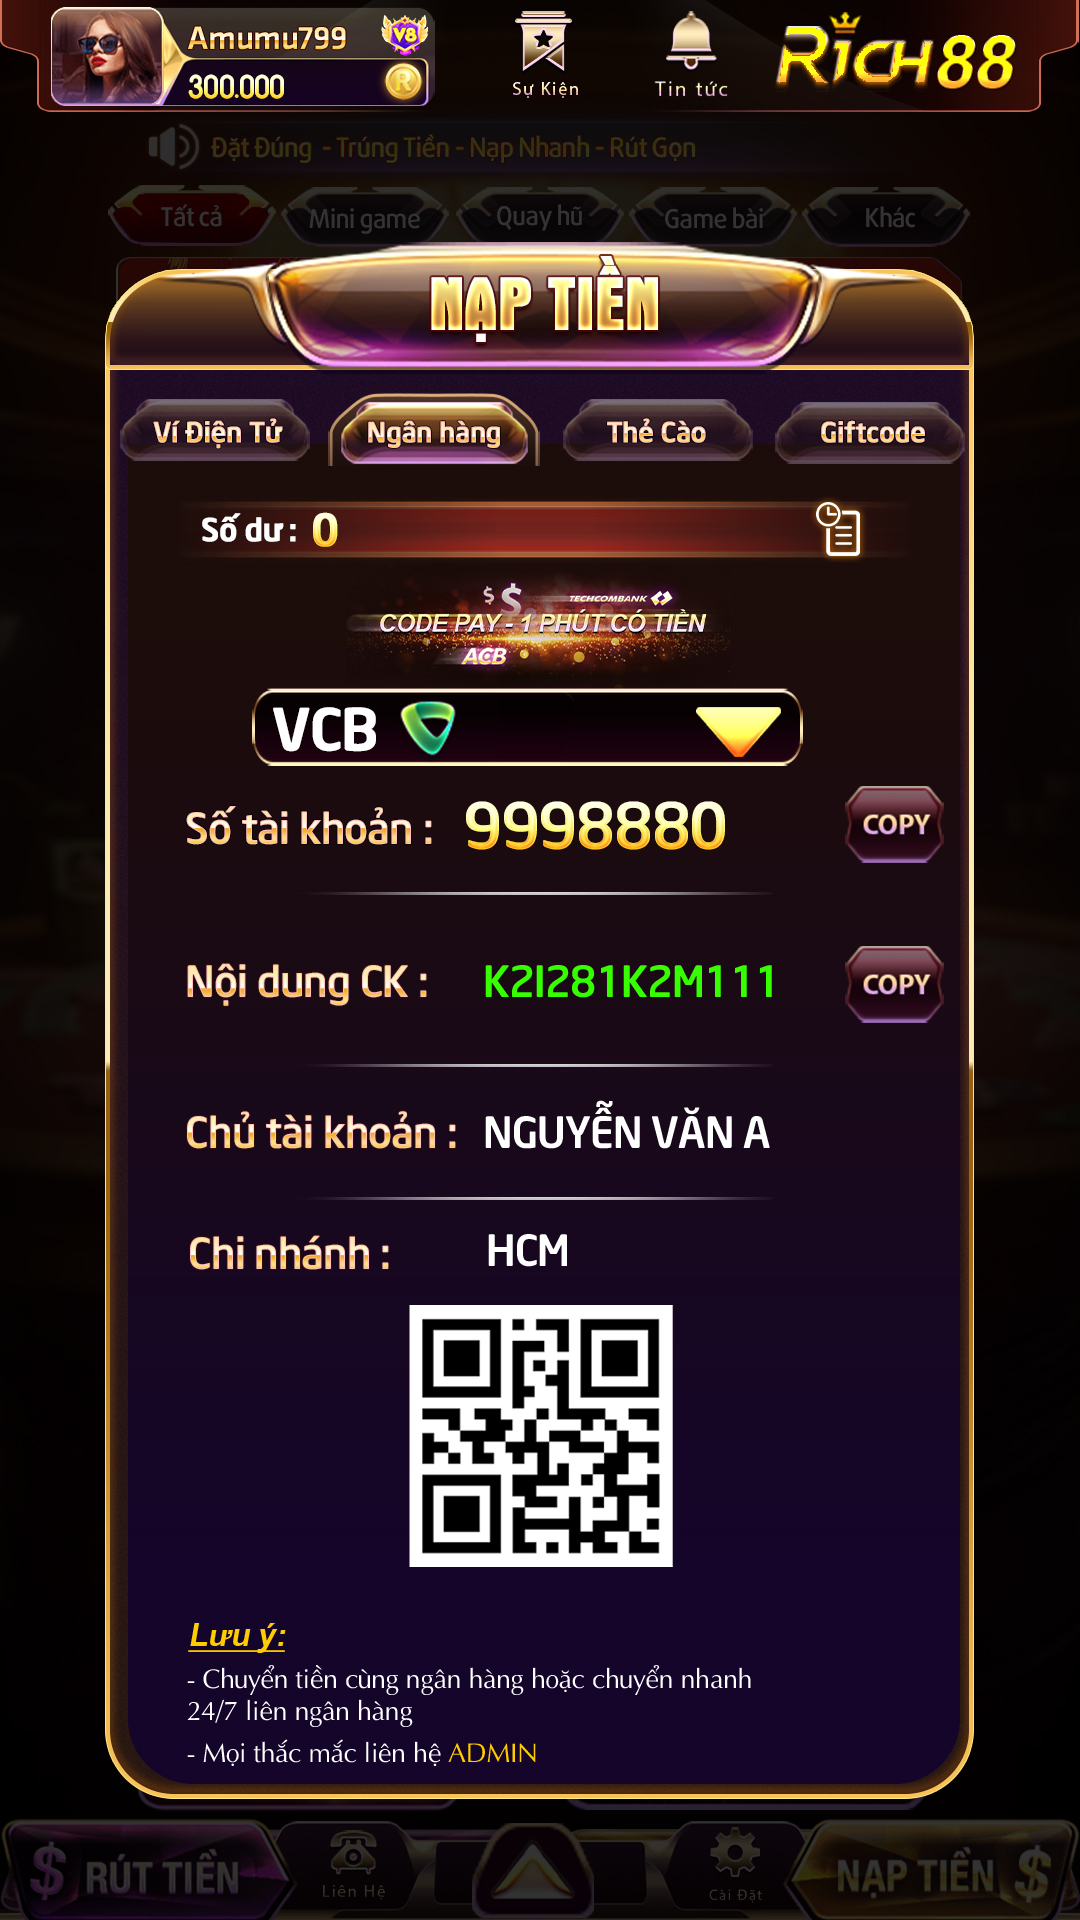 Amumu799
V8
300.000
R
Sự Kiện
Tin tức
RICH88
Đặt Đúng - Trúng Tiền - Nạp Nhanh - Rút Gọn
Tất cả
Mini game
Quay hũ
Game bài
Khác
NẠP TIỀN
Ví Điện Tử
Ngân hàng
Thẻ Cào
Giftcode
Số dư : 0
$ $ TECHCOMBANK
CODE PAY - 1 PHÚT CÓ TIỀN
ACB
VCB
Số tài khoản : 9998880
COPY
Nội dung CK : K2I281K2M111
COPY
Chủ tài khoản : NGUYỄN VĂN A
Chi nhánh : HCM
Lưu ý:
- Chuyển tiền cùng ngân hàng hoặc chuyển nhanh
24/7 liên ngân hàng
- Mọi thắc mắc liên hệ ADMIN
$ RÚT TIỀN
Liên Hệ
Cài Đặt
NẠP TIỀN $